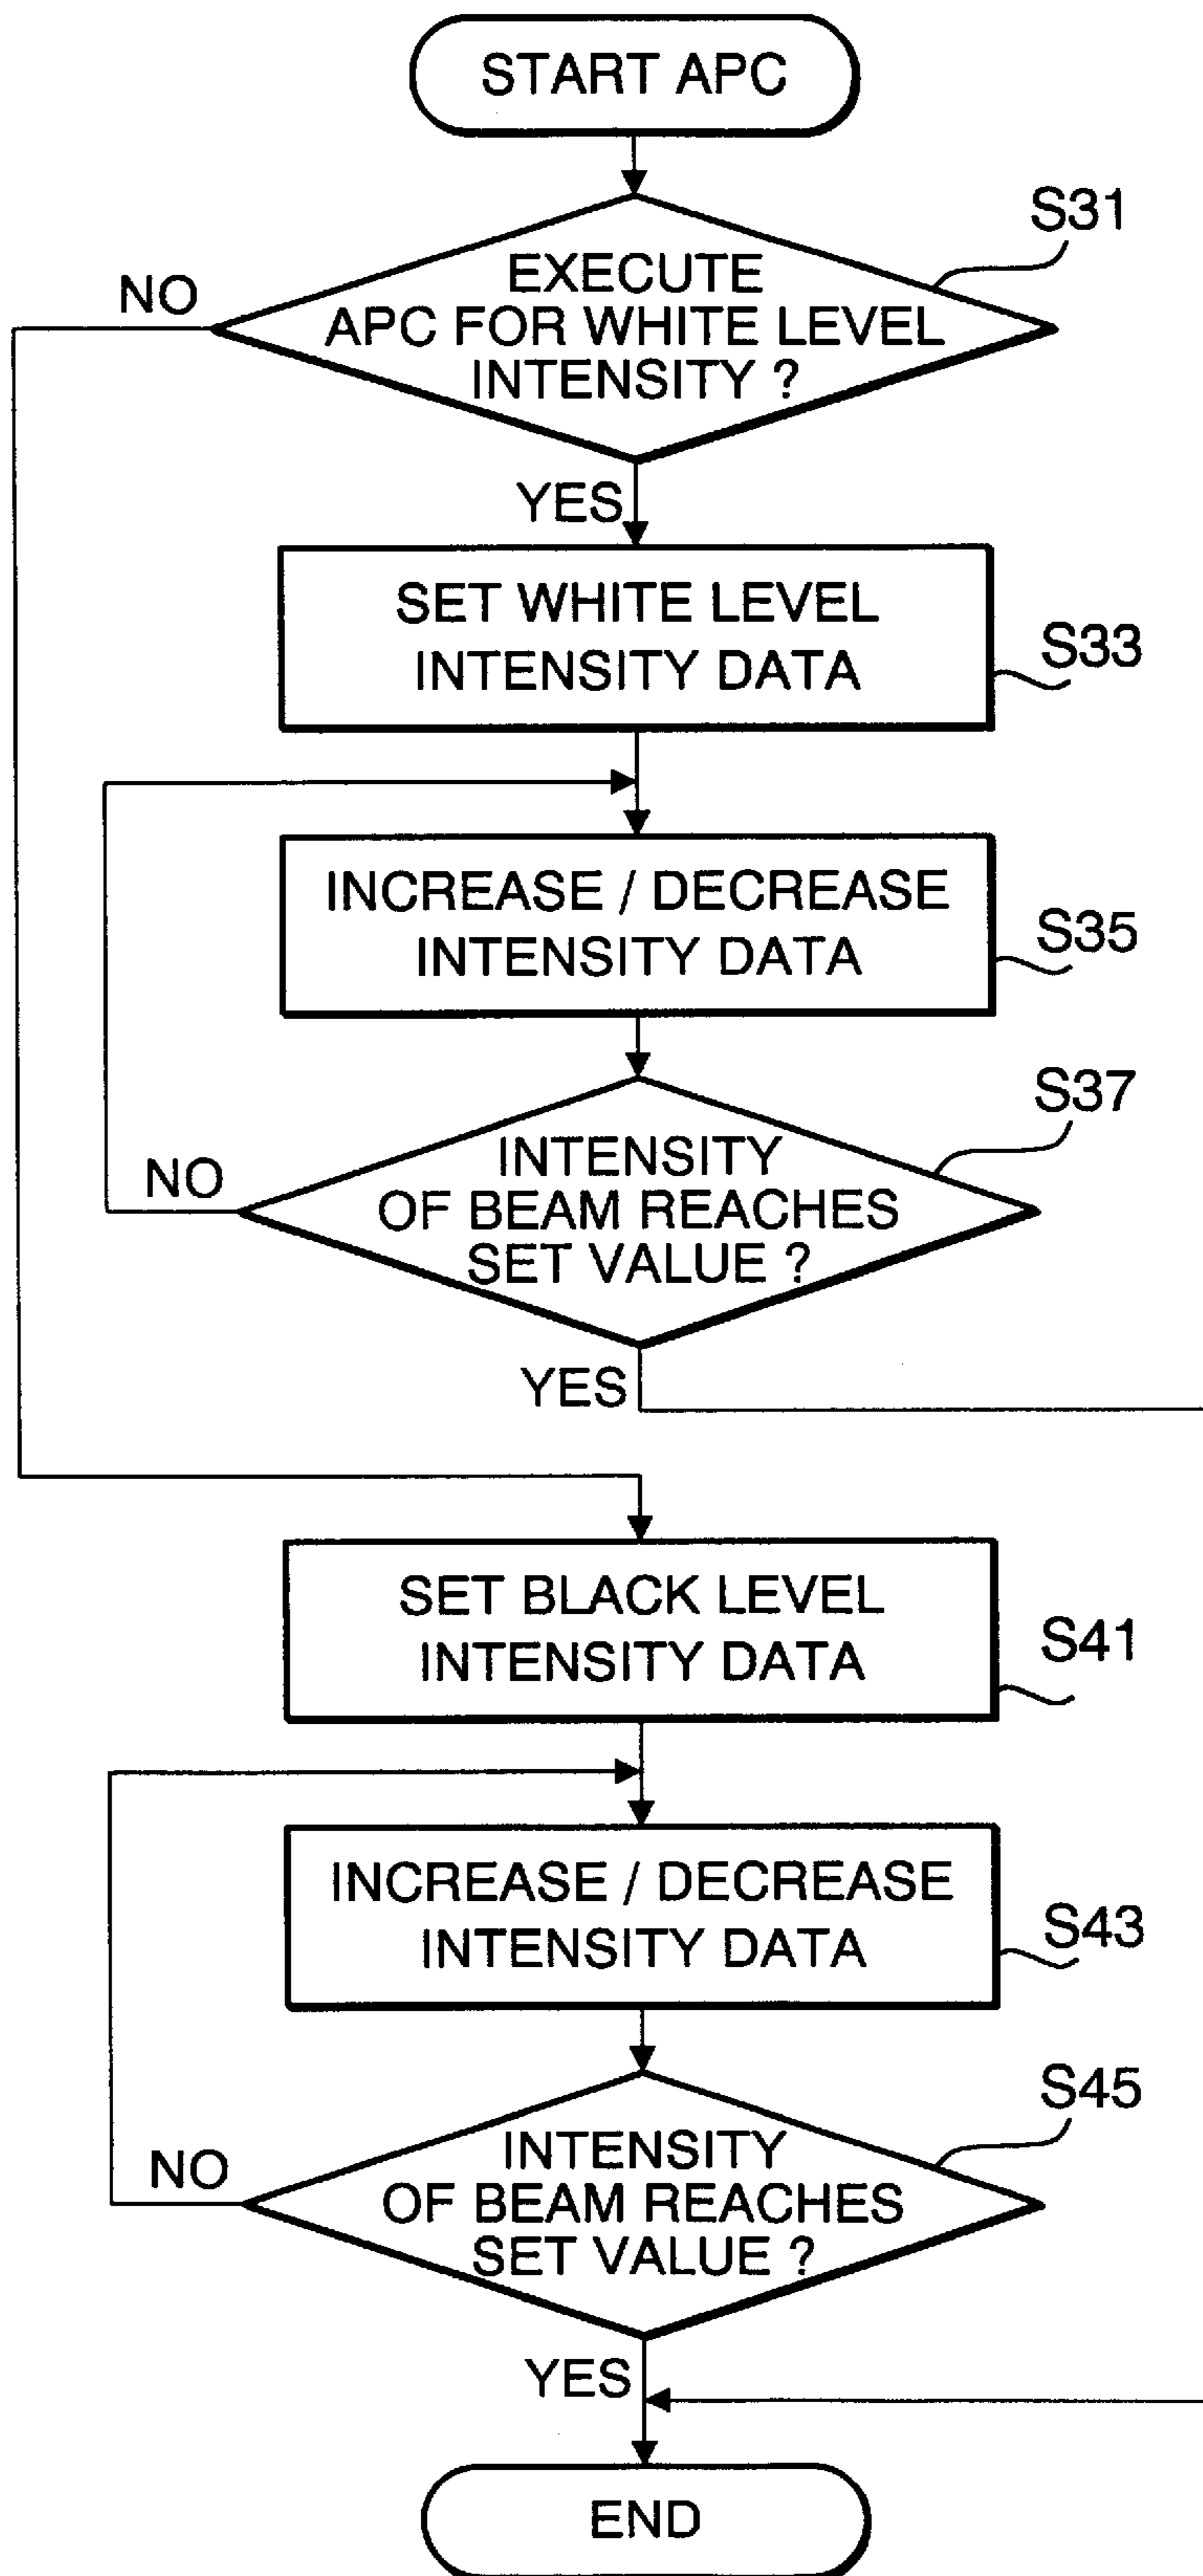 START APC
S31
EXECUTE
APC FOR WHITE LEVEL
INTENSITY ?
NO
YES
SET WHITE LEVEL
INTENSITY DATA
S33
INCREASE / DECREASE
INTENSITY DATA
S35
S37
INTENSITY
OF BEAM REACHES
SET VALUE ?
NO
YES
SET BLACK LEVEL
INTENSITY DATA
S41
INCREASE / DECREASE
INTENSITY DATA
S43
S45
INTENSITY
OF BEAM REACHES
SET VALUE ?
NO
YES
END